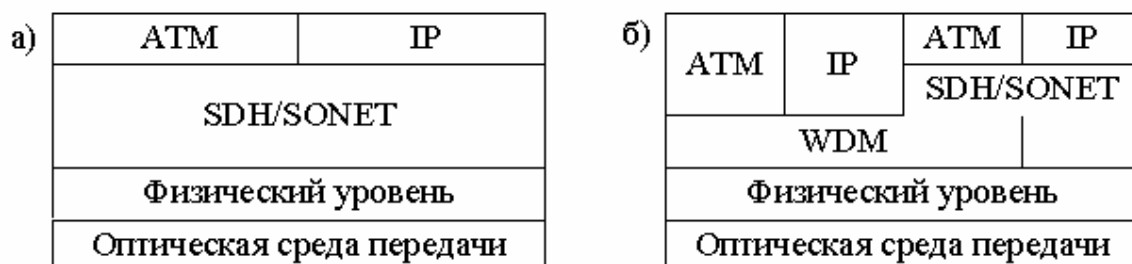 а)
ATM IP
SDH/SONET
Физический уровень
Оптическая среда передачи
б)
ATM IP ATM IP
SDH/SONET
WDM
Физический уровень
Оптическая среда передачи